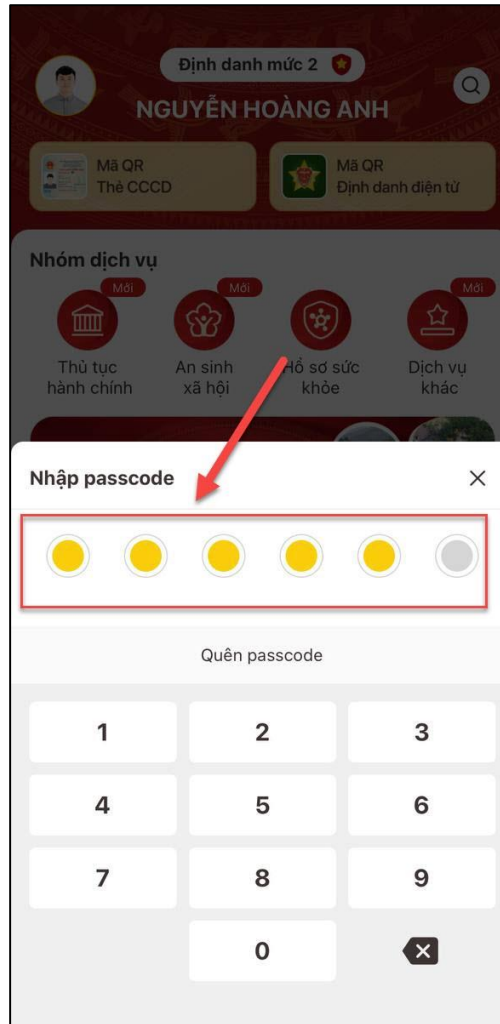 Định danh mức 2
NGUYỄN HOÀNG ANH
Mã QR
Thẻ CCCD
Mã QR
Định danh điện tử
Nhóm dịch vụ
Mới
Mới
Mới
Thủ tục
hành chính
An sinh
xã hội
Hồ sơ sức
khỏe
Dịch vụ
khác
Nhập passcode
Quên passcode
1 2 3
4 5 6
7 8 9
0